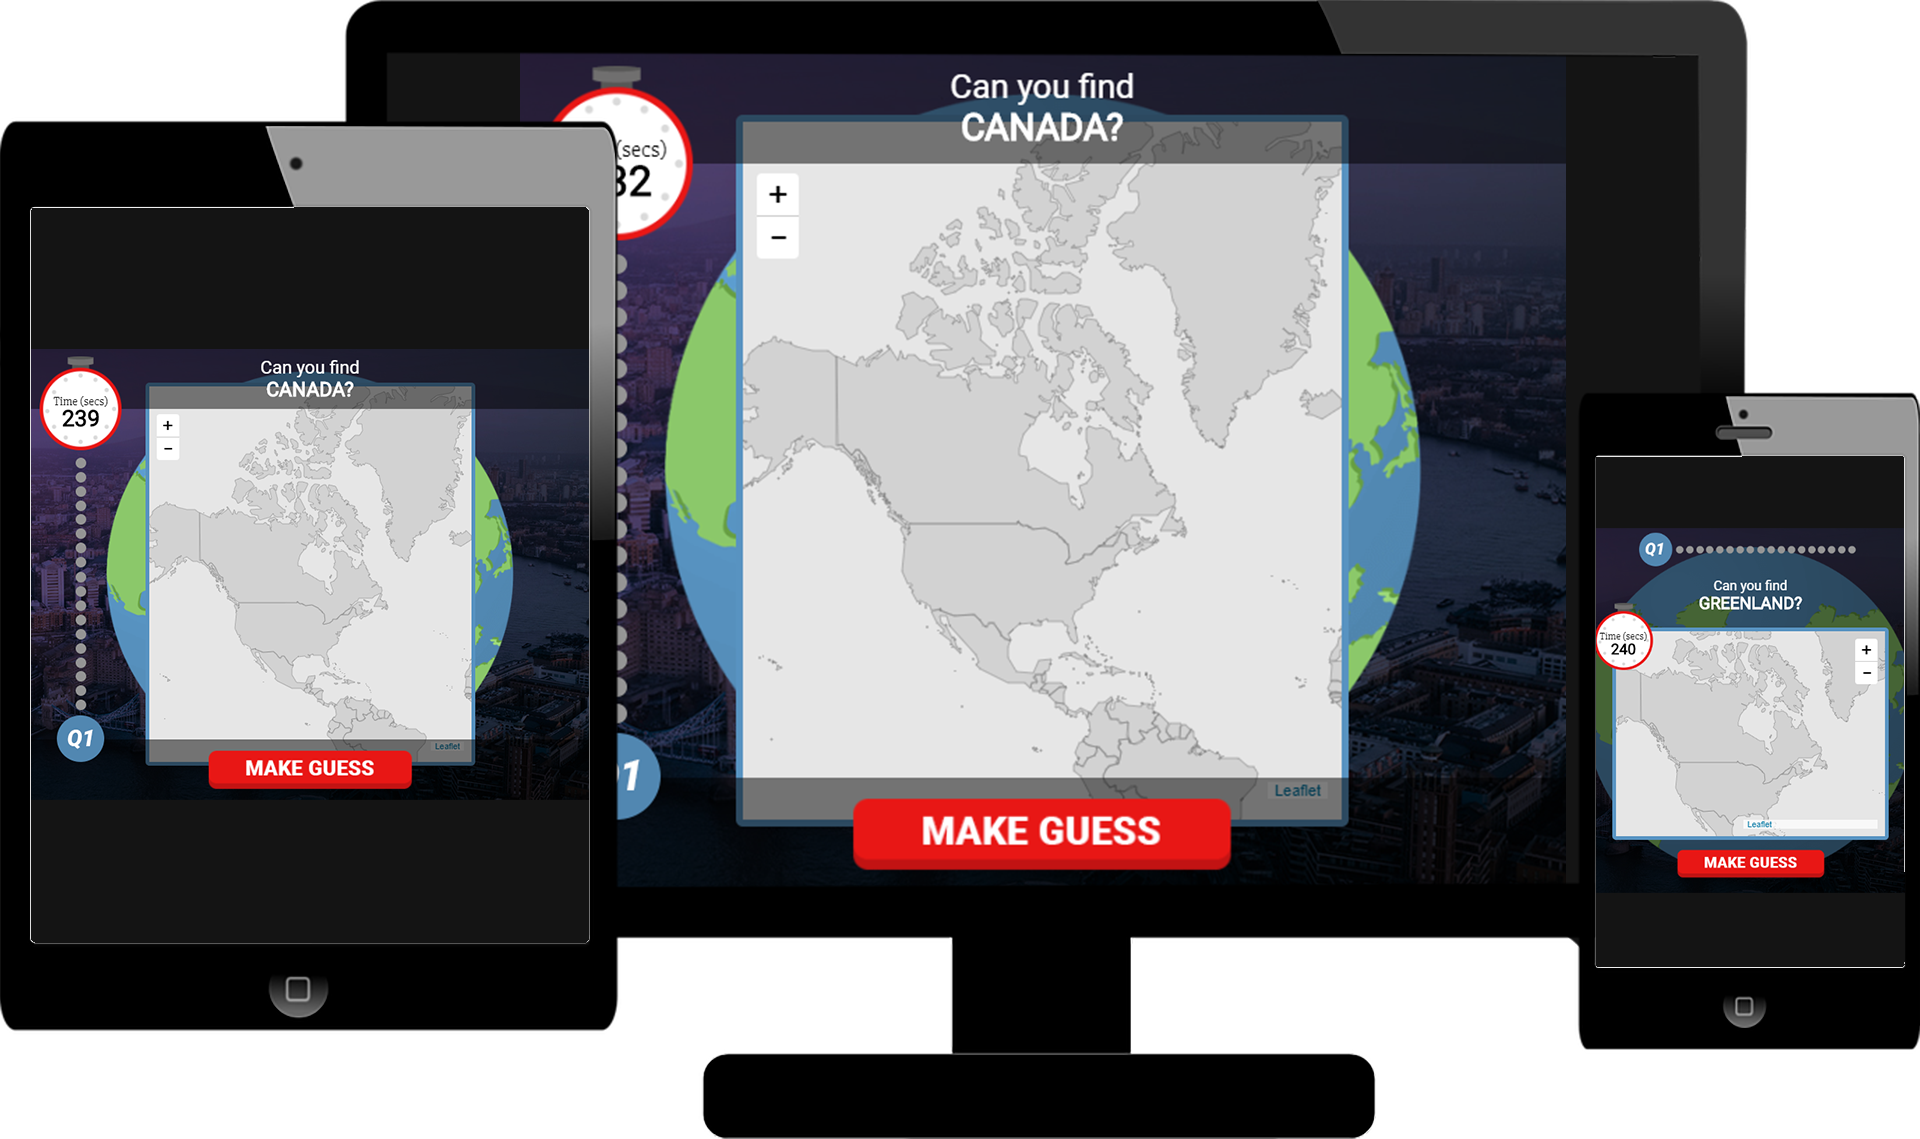 Can you find
CANADA?
(secs)
32
+
−
1
Leaflet
MAKE GUESS
Can you find
CANADA?
Time (secs)
239
+
−
Q1
Leaflet
MAKE GUESS
Q1
Can you find
GREENLAND?
Time (secs)
240
+
−
Leaflet
MAKE GUESS